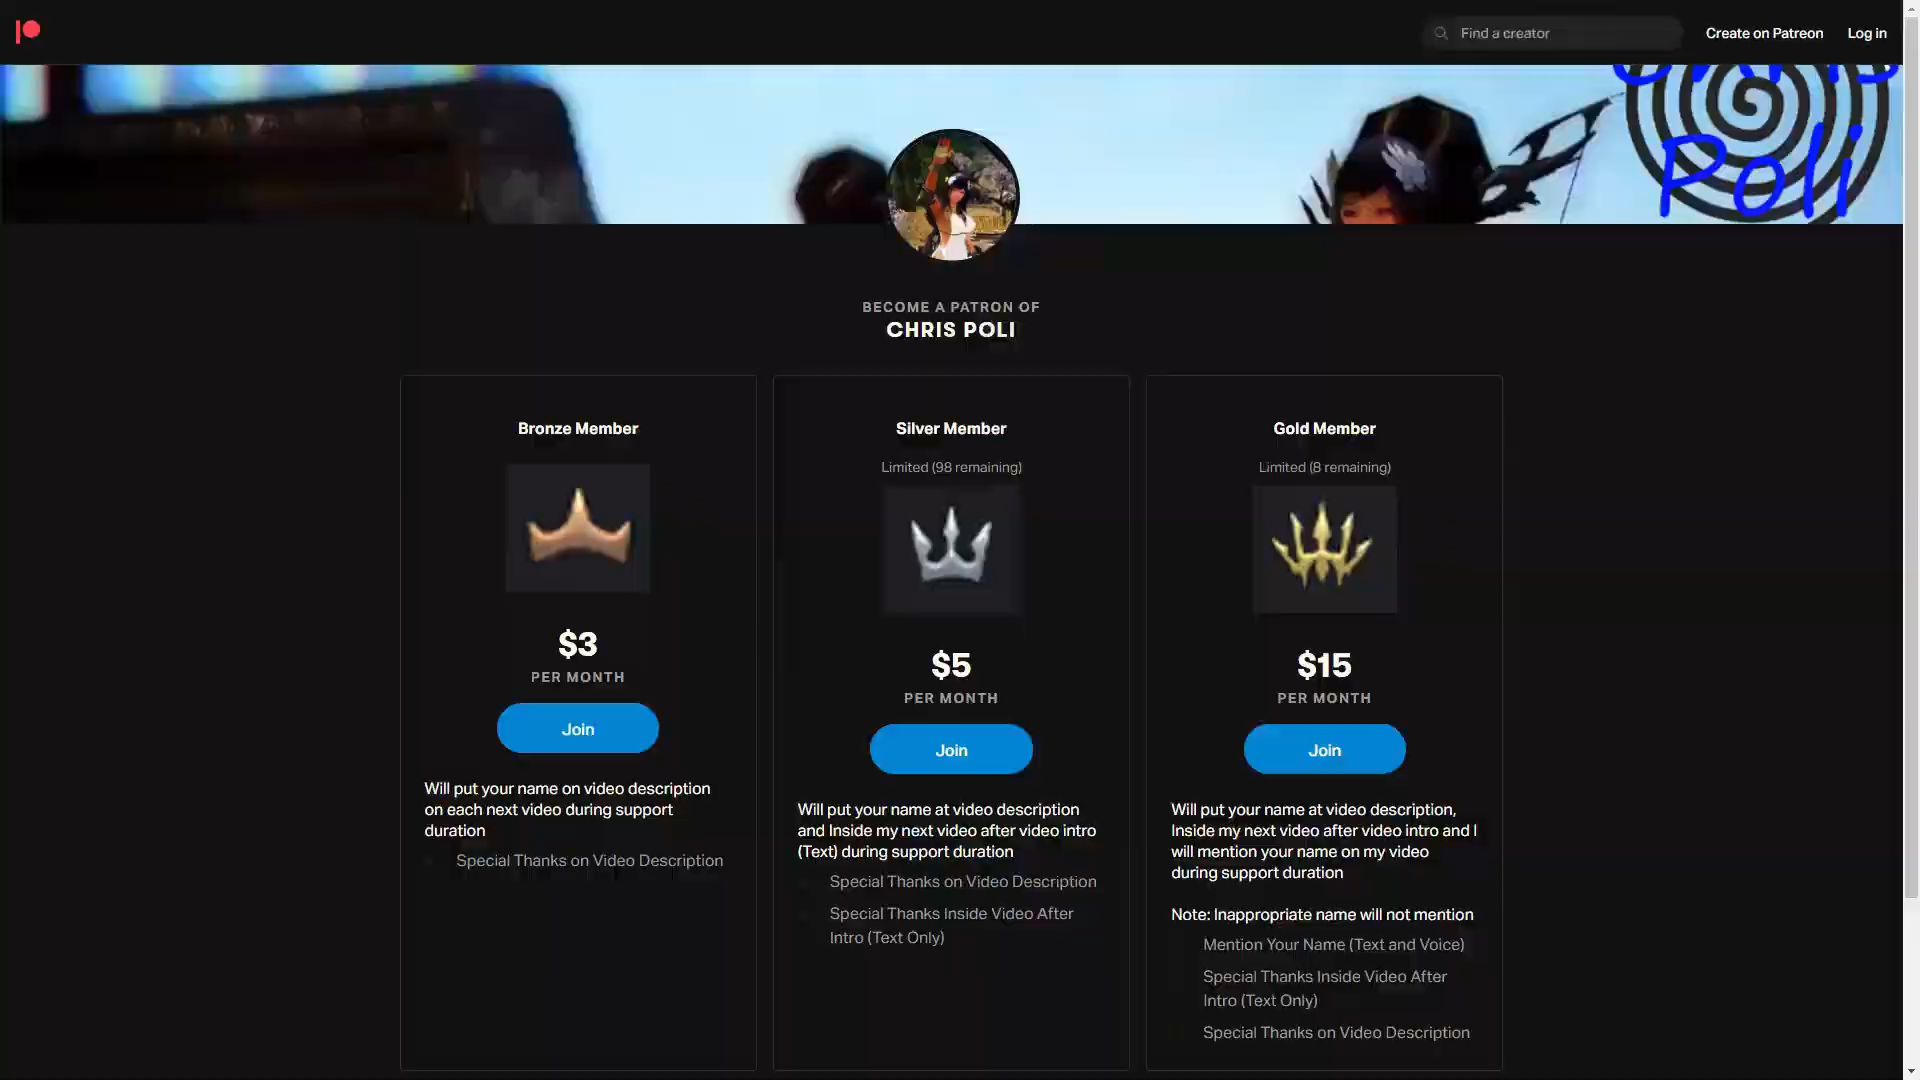 Find a creator
Create on Patreon
Log in
Poli
BECOME A PATRON OF
CHRIS POLI
Bronze Member
$3
PER MONTH
Join
Will put your name on video description
on each next video during support
duration
Special Thanks on Video Description
Silver Member
Limited (98 remaining)
$5
PER MONTH
Join
Will put your name at video description
and Inside my next video after video intro
(Text) during support duration
Special Thanks on Video Description
Special Thanks Inside Video After
Intro (Text Only)
Gold Member
Limited (8 remaining)
$15
PER MONTH
Join
Will put your name at video description,
Inside my next video after video intro and I
will mention your name on my video
during support duration
Note: Inappropriate name will not mention
Mention Your Name (Text and Voice)
Special Thanks Inside Video After
Intro (Text Only)
Special Thanks on Video Description